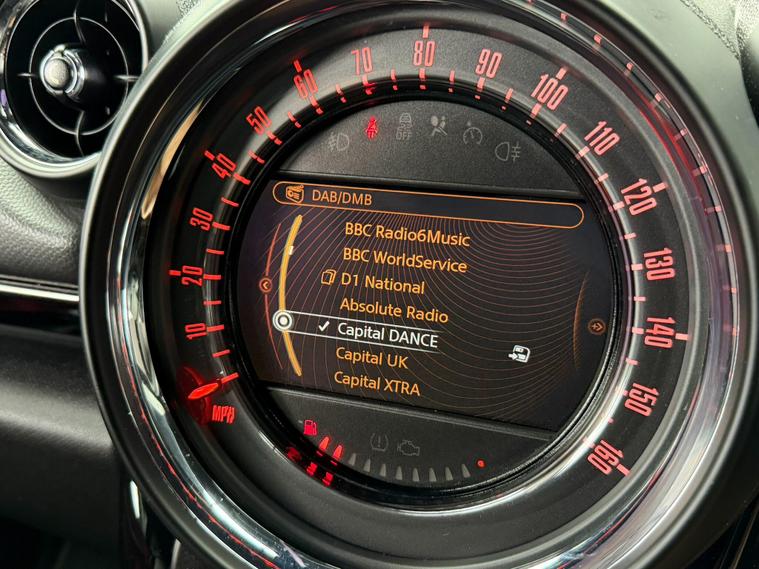 10
20
30
40
50
60
70
80
90
100
110
120
130
140
150
160
MPH
OFF
DAB/DMB
BBC Radio6Music
BBC WorldService
D1 National
Absolute Radio
Capital DANCE
Capital UK
Capital XTRA